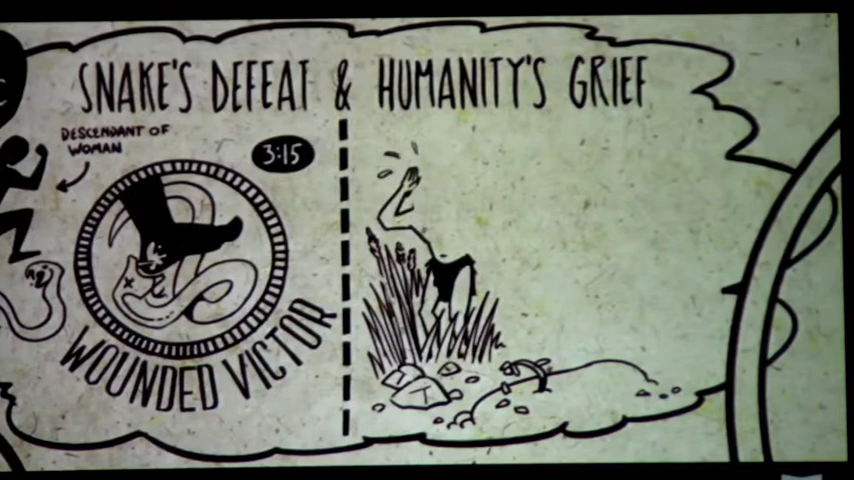 SNAKE'S DEFEAT & HUMANITY'S GRIEF
DESCENDANT OF
WOMAN
3:15
WOUNDED VICTOR